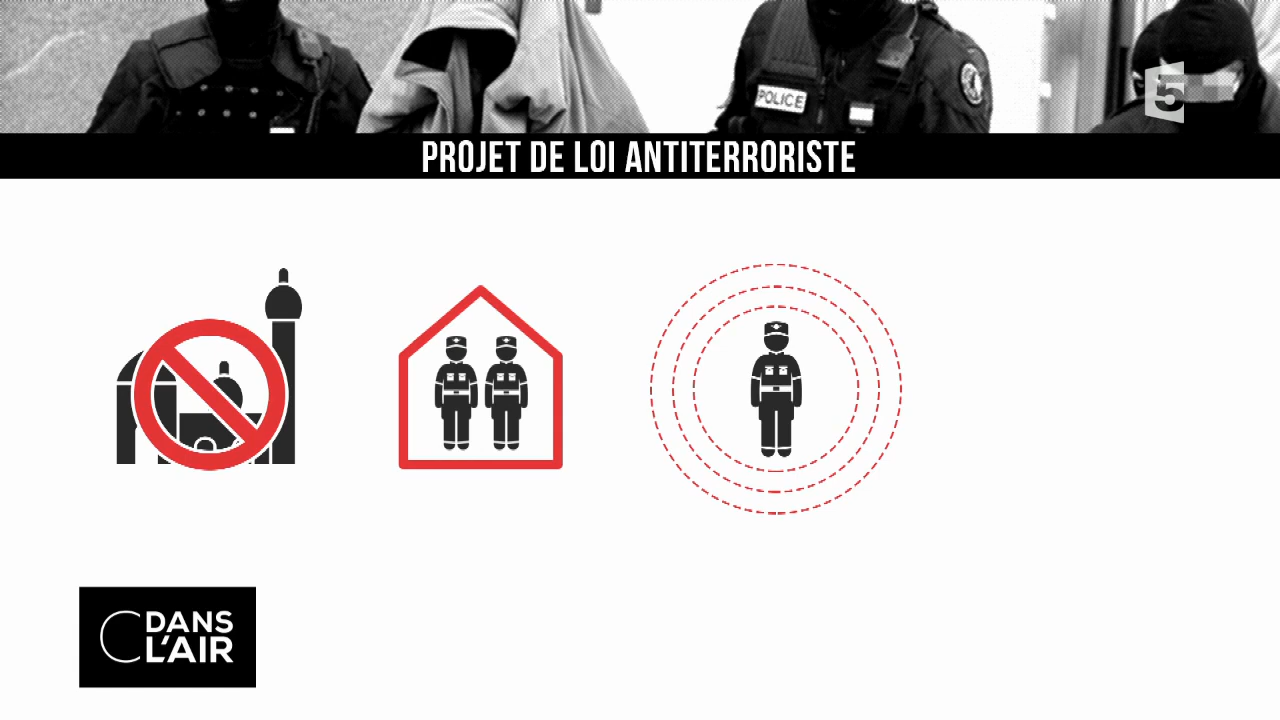 POLICE
5
PROJET DE LOI ANTITERRORISTE
C DANS
L'AIR